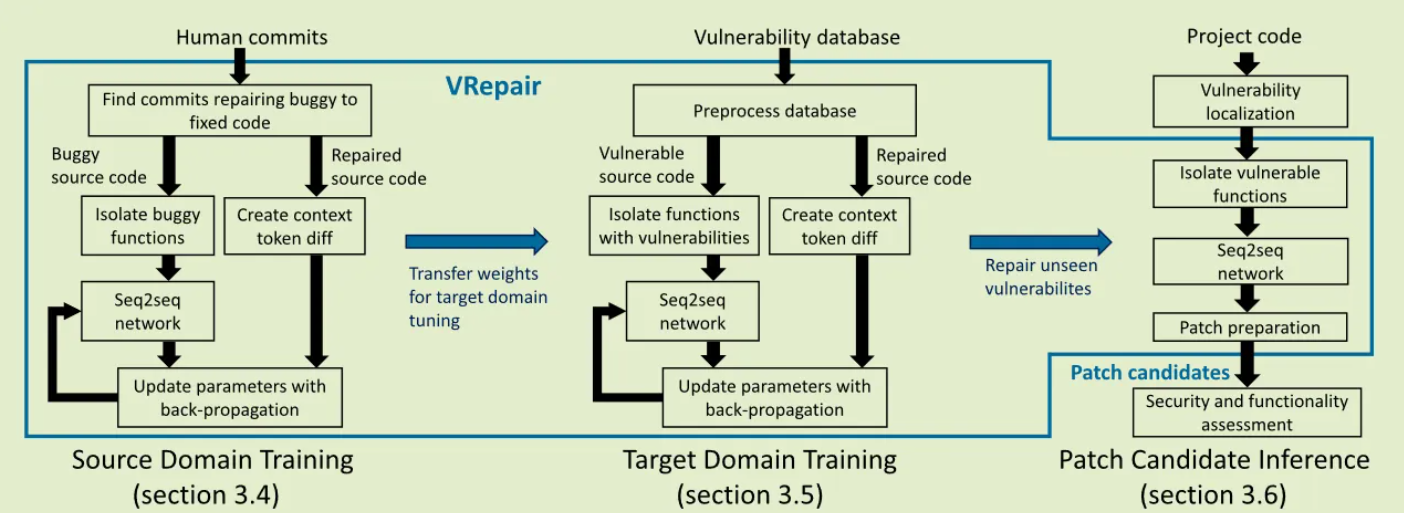 Human commits
VRepair
Find commits repairing buggy to
fixed code
Buggy
source code
Repaired
source code
Isolate buggy
functions
Create context
token diff
Seq2seq
network
Update parameters with
back-propagation
Source Domain Training
(section 3.4)
Transfer weights
for target domain
tuning
Vulnerability database
Preprocess database
Vulnerable
source code
Repaired
source code
Isolate functions
with vulnerabilities
Create context
token diff
Seq2seq
network
Update parameters with
back-propagation
Target Domain Training
(section 3.5)
Repair unseen
vulnerabilites
Project code
Vulnerability
localization
Isolate vulnerable
functions
Seq2seq
network
Patch preparation
Patch candidates
Security and functionality
assessment
Patch Candidate Inference
(section 3.6)